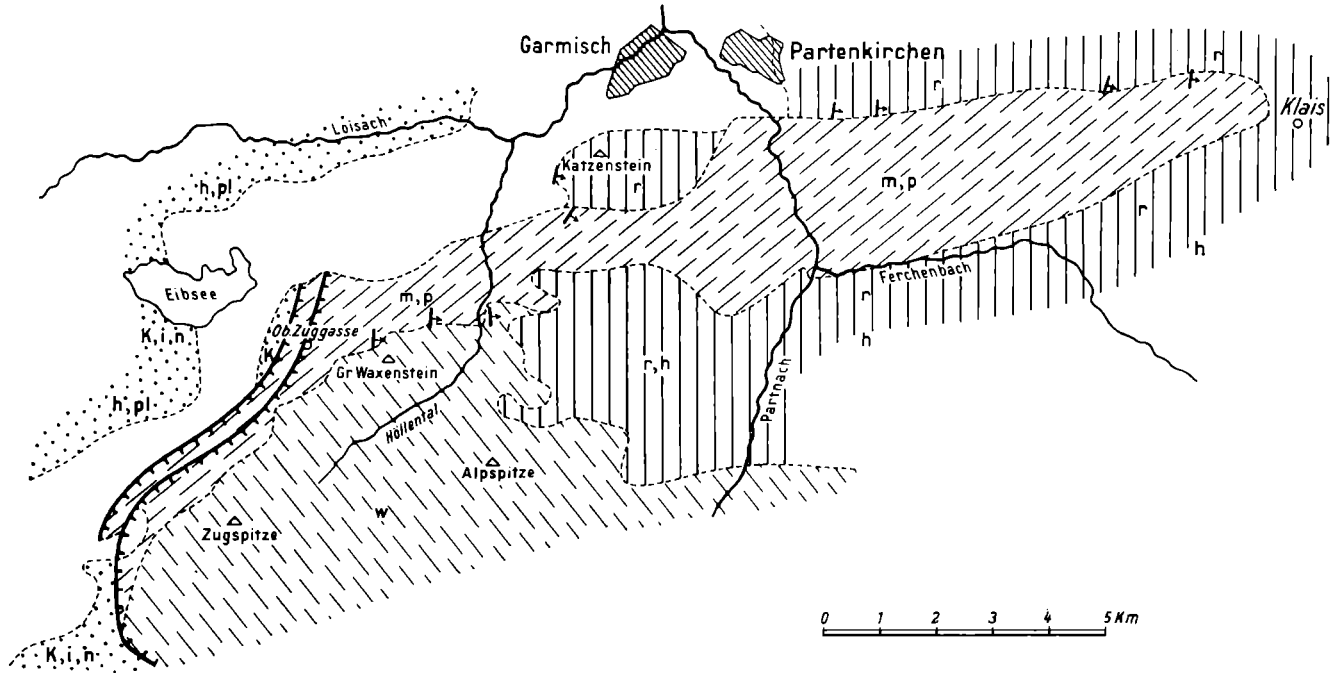 Garmisch
Partenkirchen
r
r
Klais
Loisach
Katzenstein
r
m, p
h, pl
r
h
Eibsee
Ferchenbach
m, p
r
K, i, n
Ob. Zuggasse
h
K
Gr Waxenstein
r, h
Partnach
h, pl
Höllental
Alpspitze
w
Zugspitze
0 1 2 3 4 5 Km
K, i, n